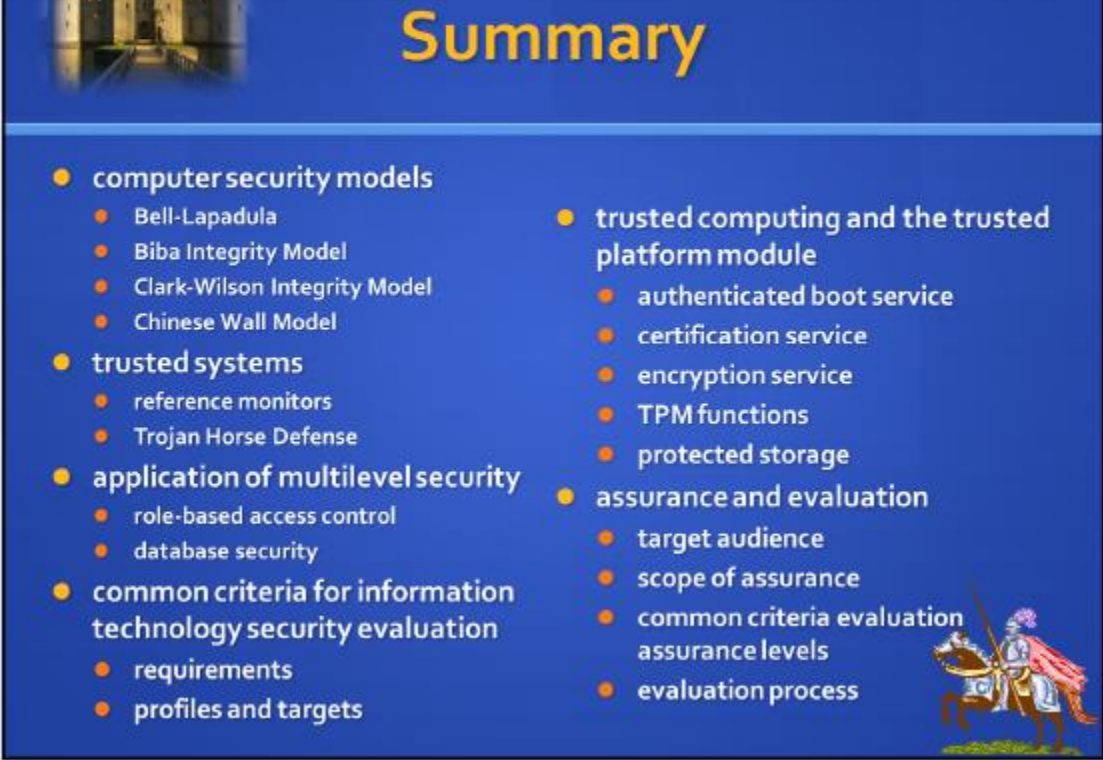 Summary
computer security models
Bell-Lapadula
Biba Integrity Model
Clark-Wilson Integrity Model
Chinese Wall Model
trusted systems
reference monitors
Trojan Horse Defense
application of multilevel security
role-based access control
database security
common criteria for information
technology security evaluation
requirements
profiles and targets
trusted computing and the trusted
platform module
authenticated boot service
certification service
encryption service
TPM functions
protected storage
assurance and evaluation
target audience
scope of assurance
common criteria evaluation
assurance levels
evaluation process